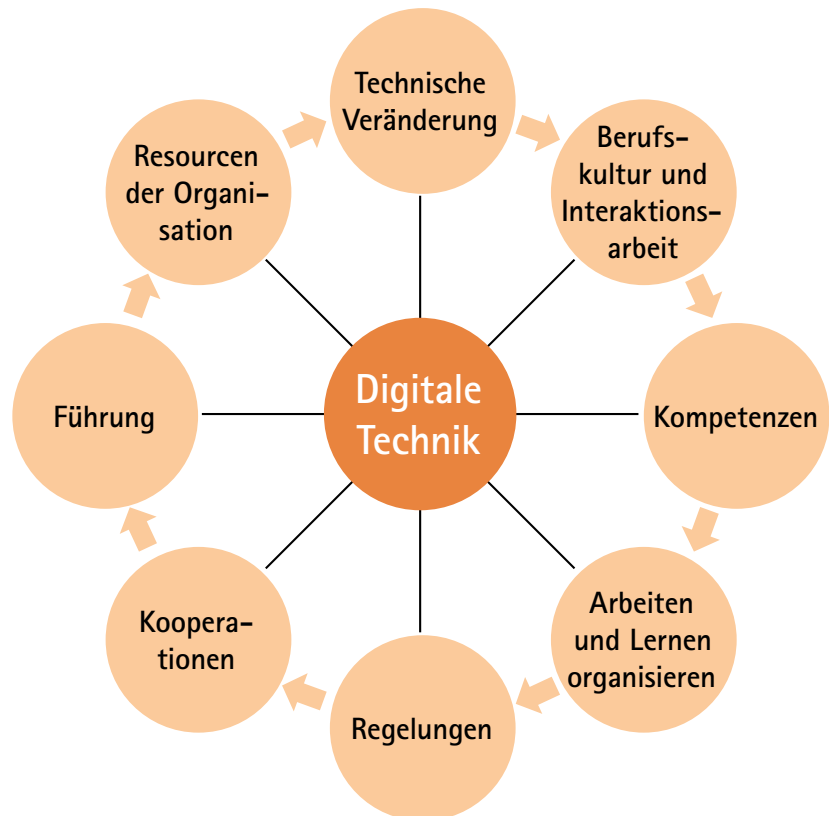 Technische
Veränderung
Berufs-
kultur und
Interaktions-
arbeit
Kompetenzen
Arbeiten
und Lernen
organisieren
Regelungen
Koopera-
tionen
Führung
Resourcen
der Organi-
sation
Digitale
Technik